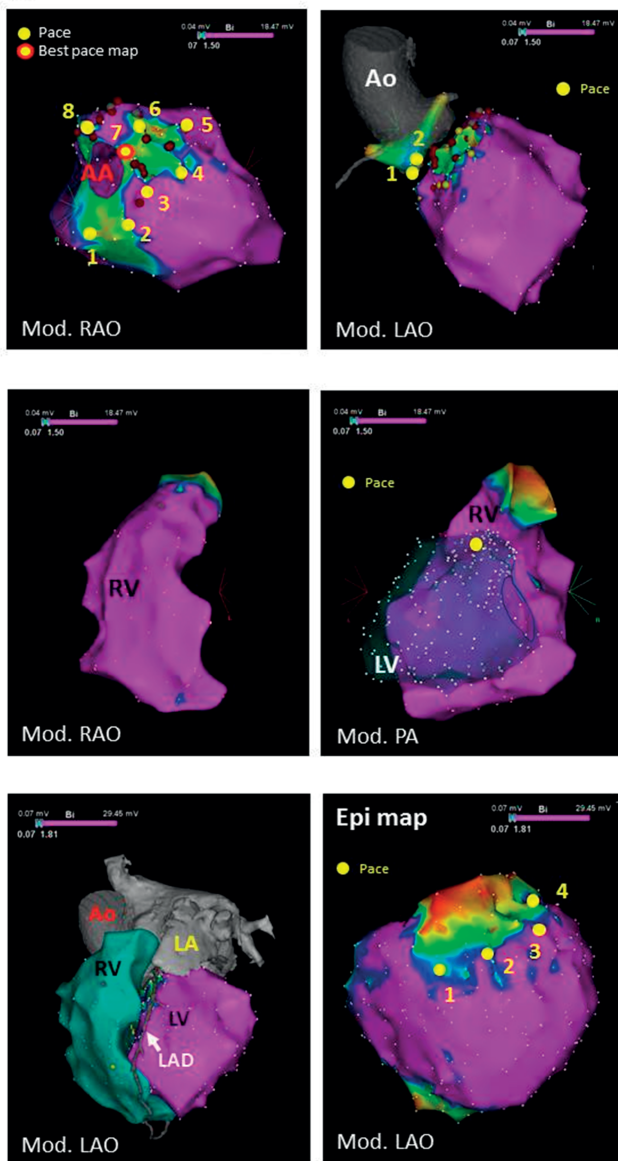 0.04 mV Bi 18.47 mV
07 1.50
Pace
Best pace map
8
6
7
5
AA
4
3
2
1
Mod. RAO
0.04 mV Bi 18.47 mV
0.07 1.50
Ao
Pace
2
1
Mod. LAO
0.04 mV Bi 18.47 mV
0.07 1.50
RV
Mod. RAO
0.04 mV Bi 18.47 mV
0.07 1.50
Pace
RV
LV
Mod. PA
0.07 mV Bi 29.45 mV
0.07 1.81
Ao
LA
RV
LV
LAD
Mod. LAO
0.07 mV Bi 29.45 mV
0.07 1.81
Epi map
Pace
4
3
2
1
Mod. LAO